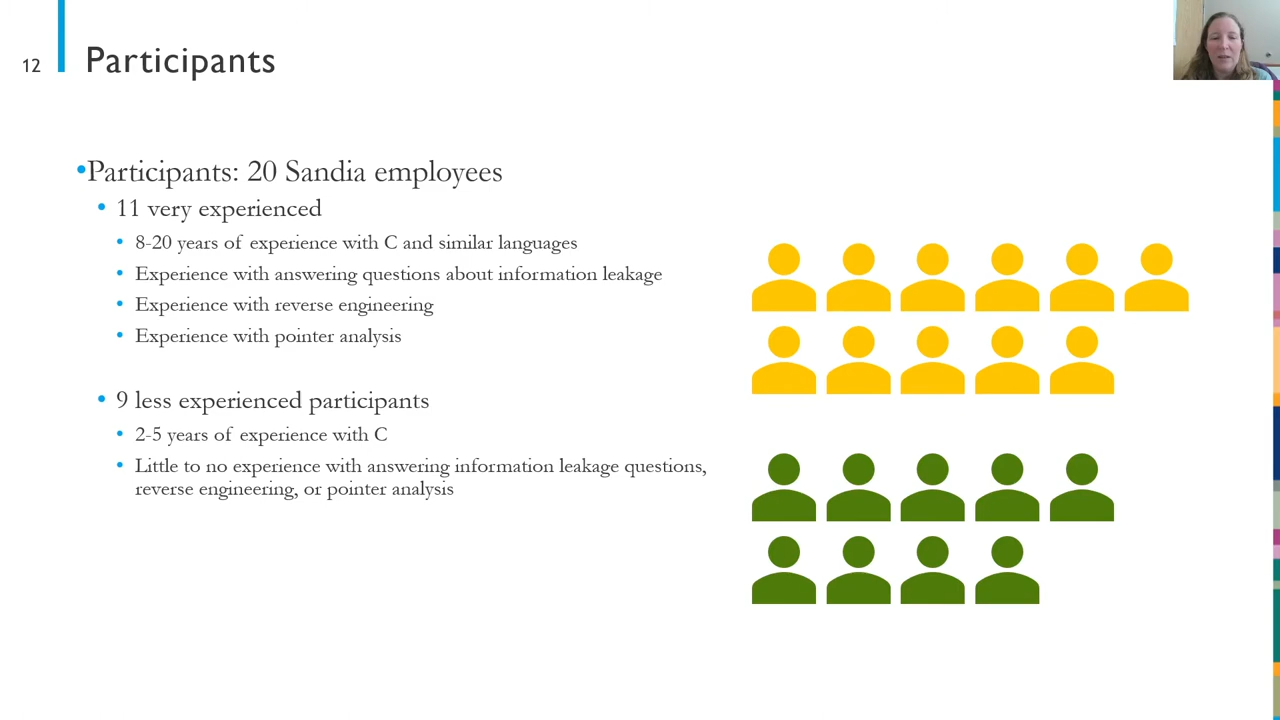 12
Participants
•Participants: 20 Sandia employees
• 11 very experienced
• 8-20 years of experience with C and similar languages
• Experience with answering questions about information leakage
• Experience with reverse engineering
• Experience with pointer analysis
• 9 less experienced participants
• 2-5 years of experience with C
• Little to no experience with answering information leakage questions,
reverse engineering, or pointer analysis